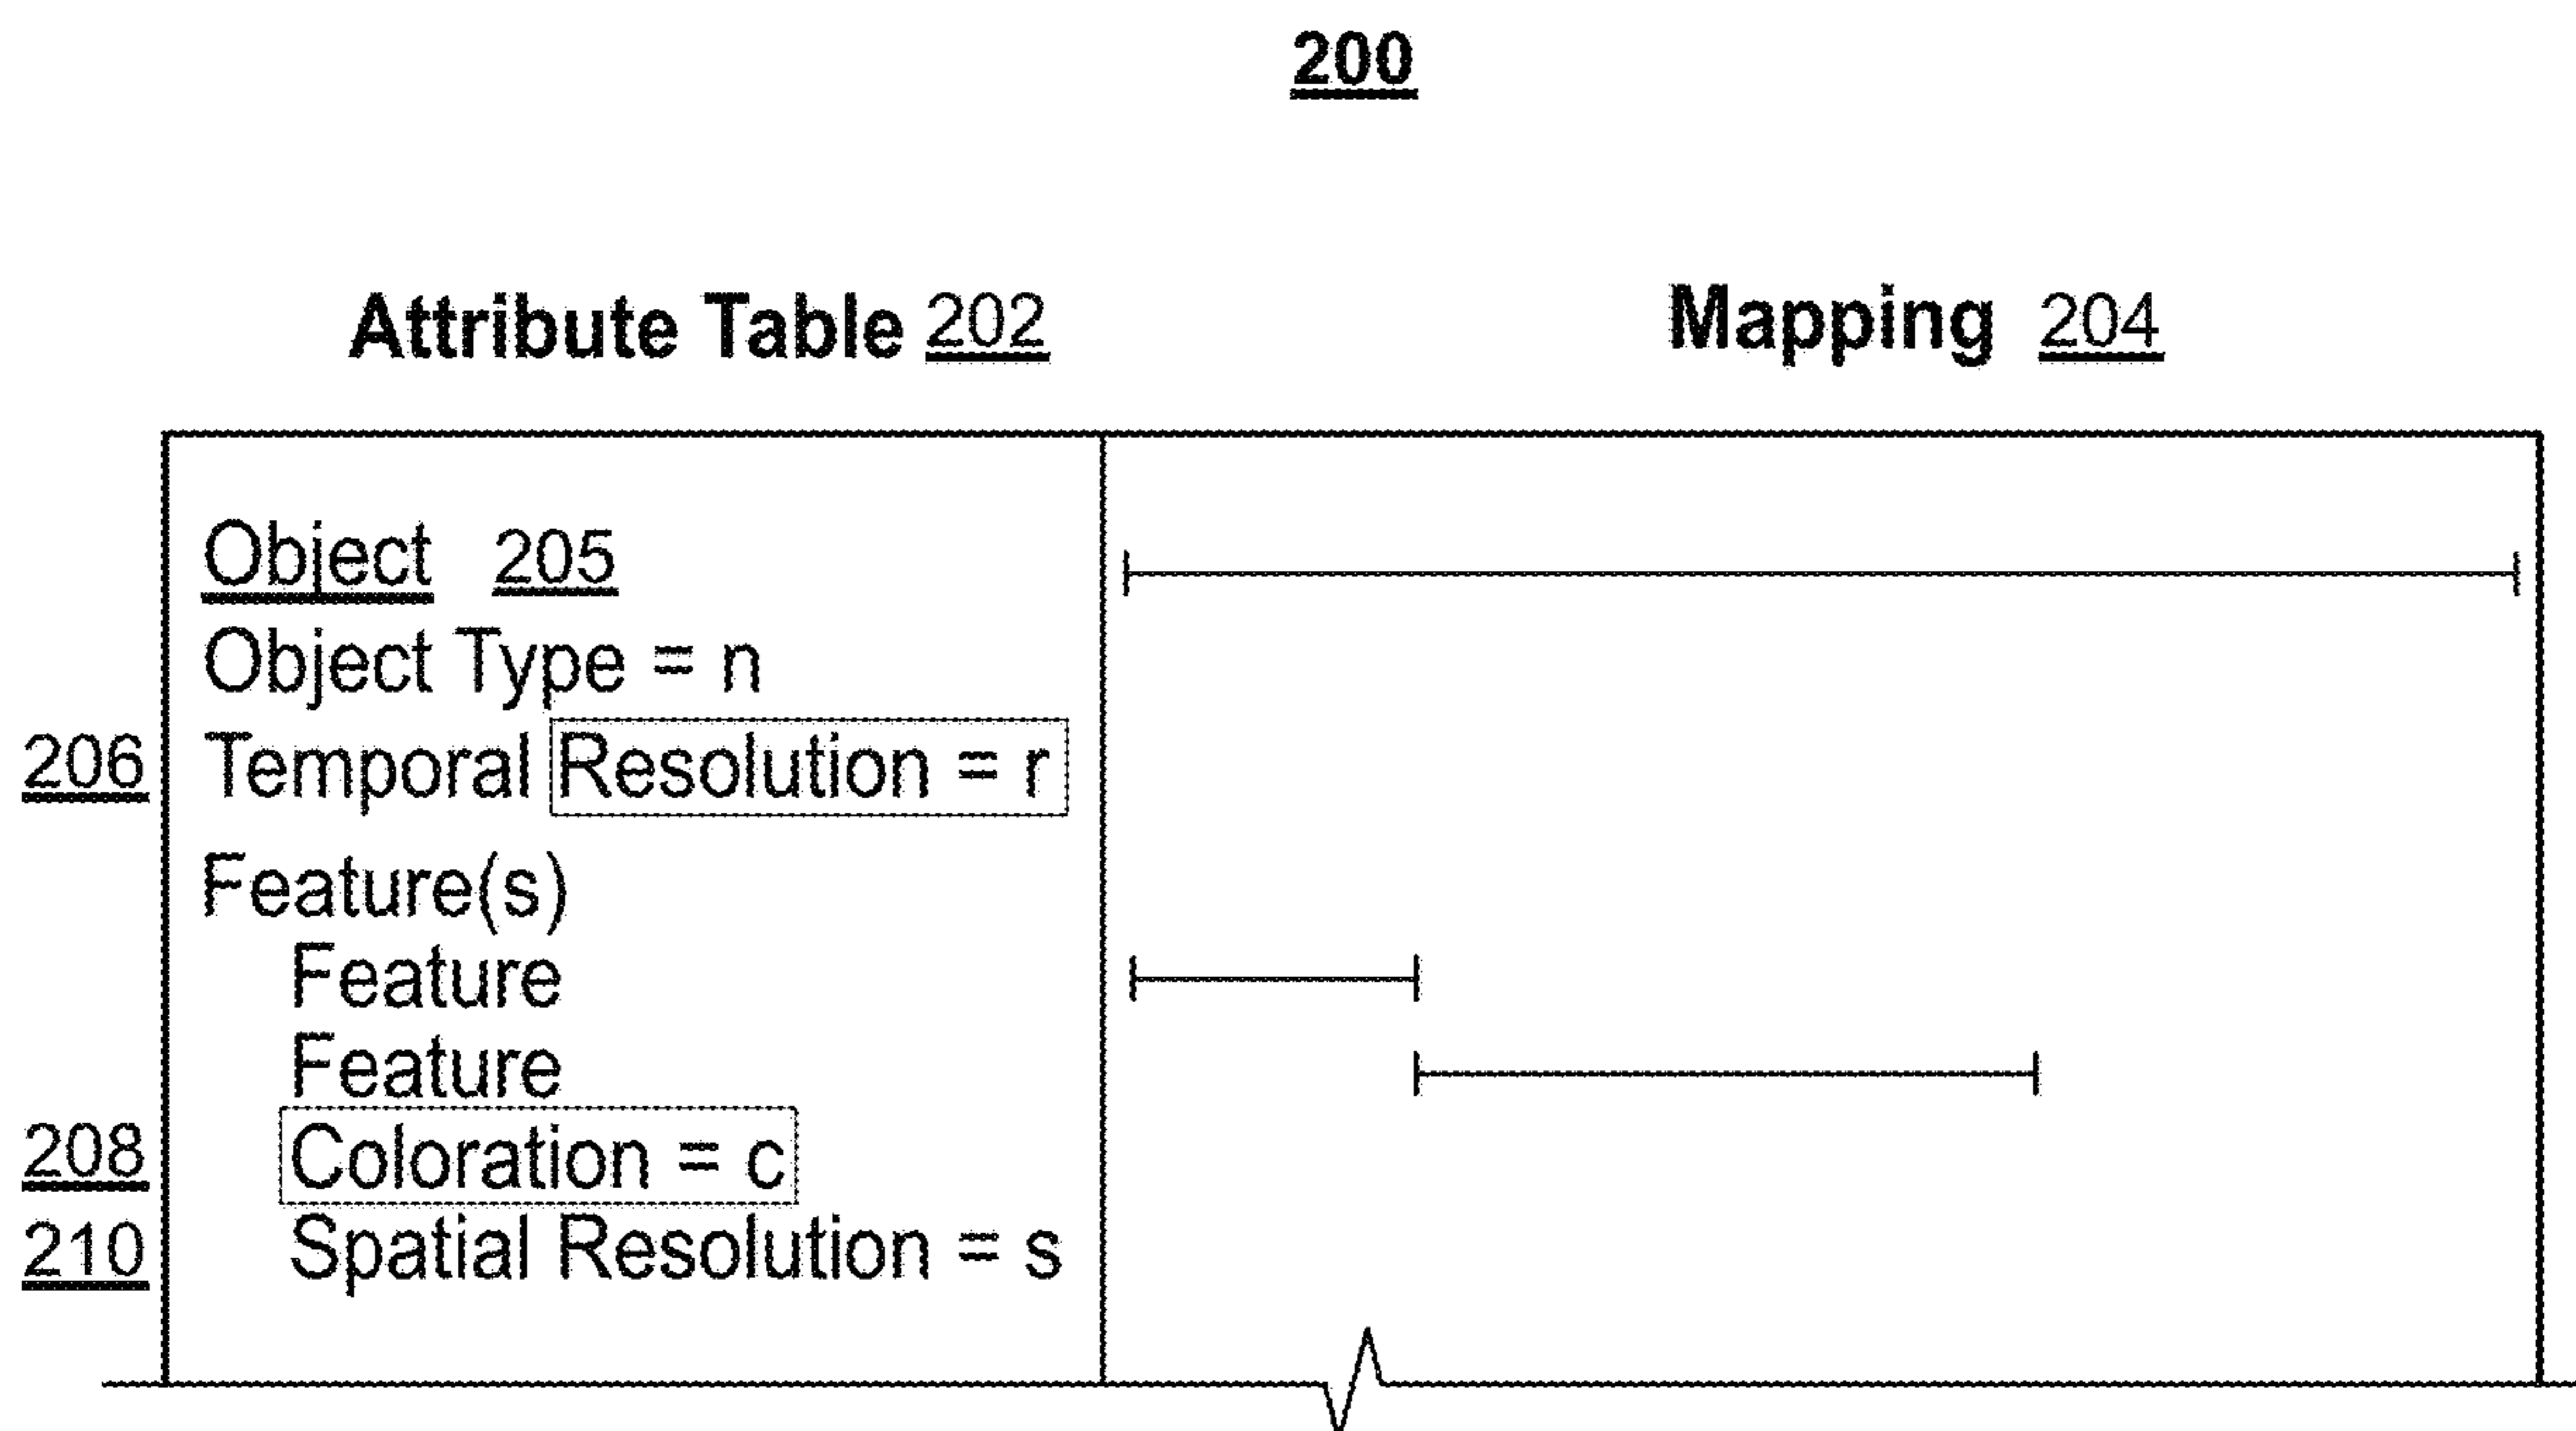 200
Attribute Table 202
Mapping 204
Object 205
Object Type = n
206 Temporal Resolution = r
Feature(s)
Feature
Feature
208 Coloration = c
210 Spatial Resolution = s